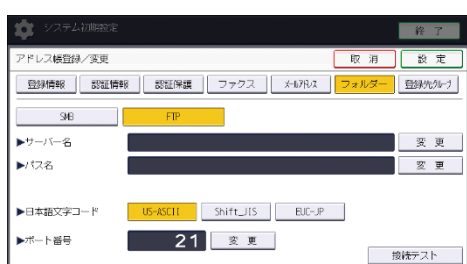 システム初期設定 終 了
アドレス帳登録／変更 取 消 設 定
登録情報 認証情報 認証保護 ファクス メールアドレス フォルダー 登録先グループ
SMB FTP
▶サーバー名 変 更
▶パス名 変 更
▶日本語文字コード US-ASCII Shift_JIS EUC-JP
▶ポート番号 21 変 更
接続テスト